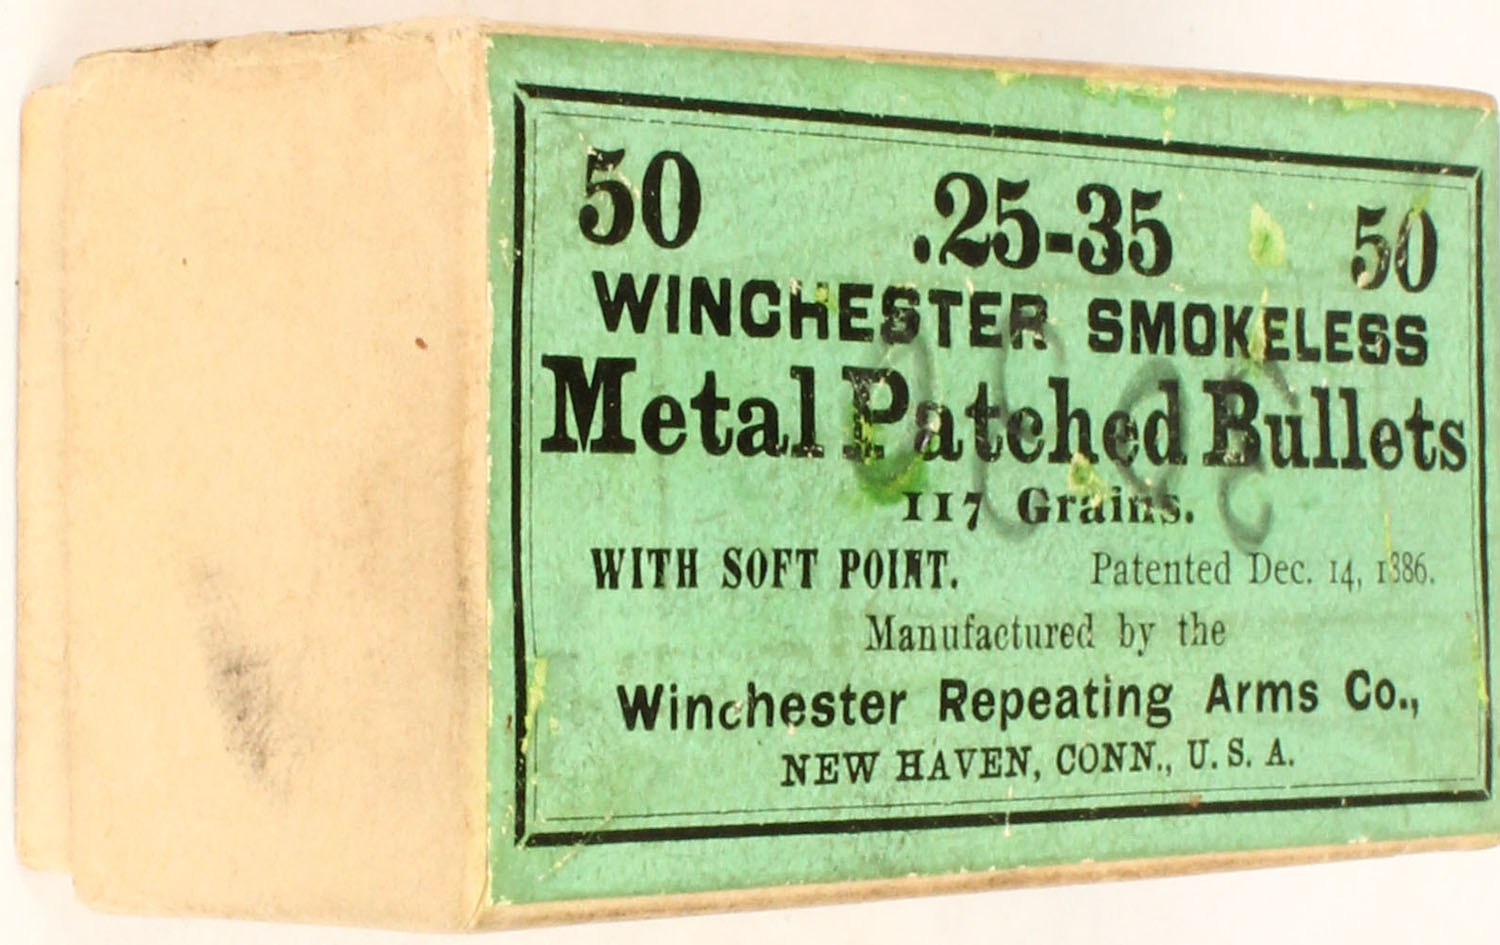 50 .25-35 50
WINCHESTER SMOKELESS
Metal Patched Bullets
117 Grains.
WITH SOFT POINT. Patented Dec. 14, 1886.
Manufactured by the
Winchester Repeating Arms Co.,
NEW HAVEN, CONN., U. S. A.